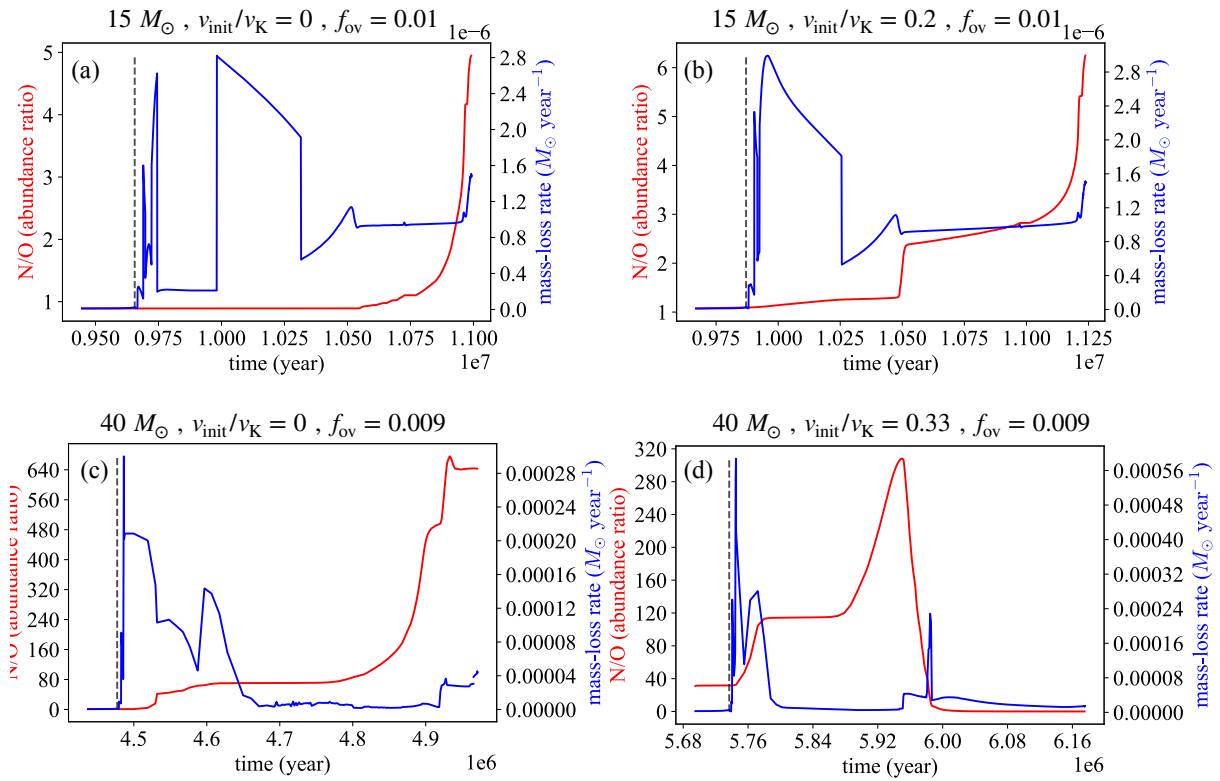 15 M⊙ , v_init/v_K = 0 , f_ov = 0.01
1e−6
(a)
N/O (abundance ratio)
5
4
3
2
1
2.8
2.4
2.0
1.6
1.2
0.8
0.4
0.0
mass-loss rate (M⊙ year⁻¹)
0.950 0.975 1.000 1.025 1.050 1.075 1.100
time (year)
1e7
15 M⊙ , v_init/v_K = 0.2 , f_ov = 0.01
1e−6
(b)
N/O (abundance ratio)
6
5
4
3
2
1
2.8
2.4
2.0
1.6
1.2
0.8
0.4
0.0
mass-loss rate (M⊙ year⁻¹)
0.975 1.000 1.025 1.050 1.075 1.100 1.125
time (year)
1e7
40 M⊙ , v_init/v_K = 0 , f_ov = 0.009
(c)
N/O (abundance ratio)
640
560
480
400
320
240
160
80
0
0.00028
0.00024
0.00020
0.00016
0.00012
0.00008
0.00004
0.00000
mass-loss rate (M⊙ year⁻¹)
4.5 4.6 4.7 4.8 4.9
time (year)
1e6
40 M⊙ , v_init/v_K = 0.33 , f_ov = 0.009
(d)
N/O (abundance ratio)
320
280
240
200
160
120
80
40
0
0.00056
0.00048
0.00040
0.00032
0.00024
0.00016
0.00008
0.00000
mass-loss rate (M⊙ year⁻¹)
5.68 5.76 5.84 5.92 6.00 6.08 6.16
time (year)
1e6